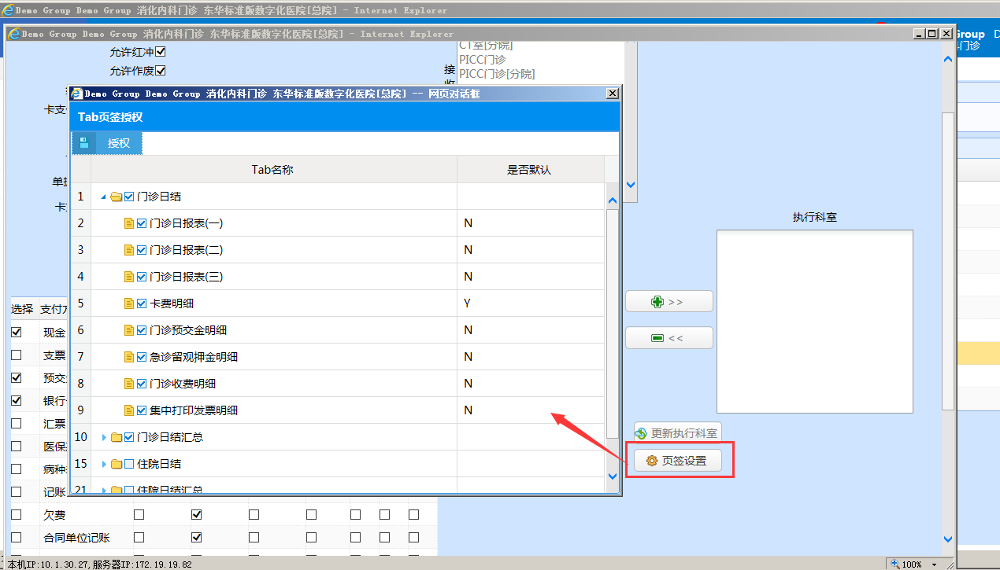 Demo Group Demo Group 消化内科门诊 东华标准版数字化医院[总院] - Internet Explorer
Demo Group Demo Group 消化内科门诊 东华标准版数字化医院[总院] - Internet Explorer
Group D
门诊
允许红冲
允许作废
接收
CT室[分院]
PICC门诊
PICC门诊[分院]
卡支
单
卡
Demo Group Demo Group 消化内科门诊 东华标准版数字化医院[总院] -- 网页对话框
Tab页签授权
授权
Tab名称 是否默认
1 门诊日结
2 门诊日报表(一) N
3 门诊日报表(二) N
4 门诊日报表(三) N
5 卡费明细 Y
6 门诊预交金明细 N
7 急诊留观押金明细 N
8 门诊收费明细 N
9 集中打印发票明细 N
10 门诊日结汇总
15 住院日结
21 住院日结汇总
执行科室
>>
<<
更新执行科室
页签设置
选择 支付方
现金
支票
预交
银行
汇票
医保
病种
记账
欠费
合同单位记账
本机IP:10.1.30.27,服务器IP:172.19.19.82
100%